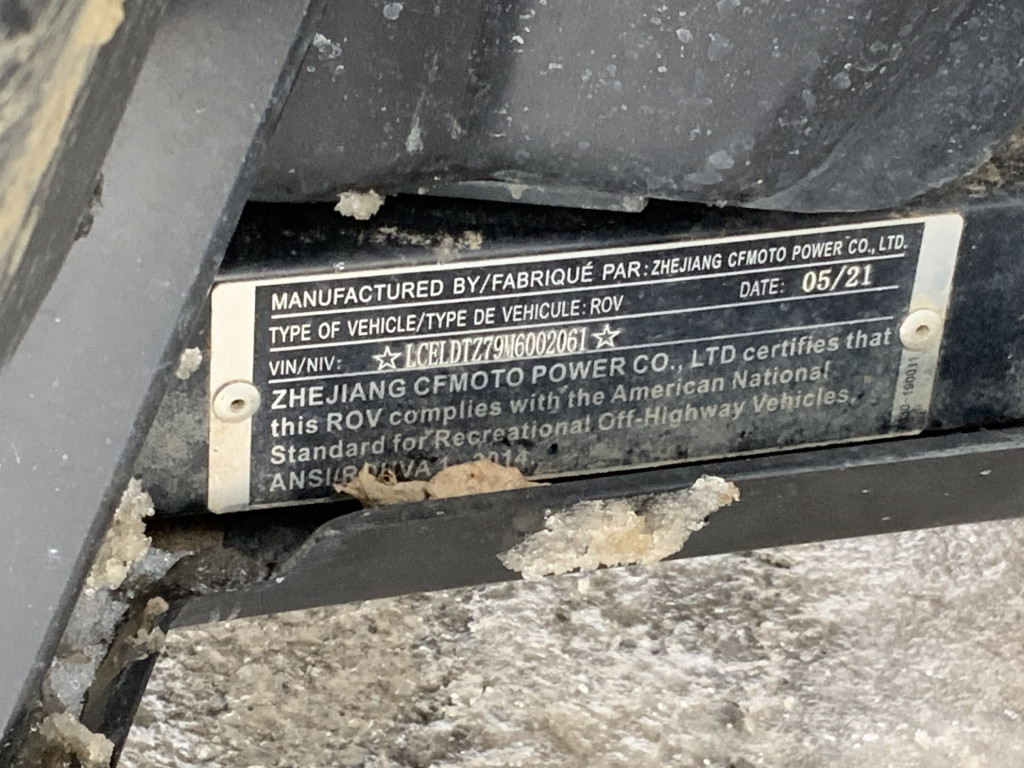 MANUFACTURED BY/FABRIQUÉ PAR: ZHEJIANG CFMOTO POWER CO., LTD.
TYPE OF VEHICLE/TYPE DE VEHICULE: ROV DATE: 05/21
VIN/NIV: ☆LCELDTZ79M6002061☆
ZHEJIANG CFMOTO POWER CO., LTD certifies that
this ROV complies with the American National
Standard for Recreational Off-Highway Vehicles,
2014